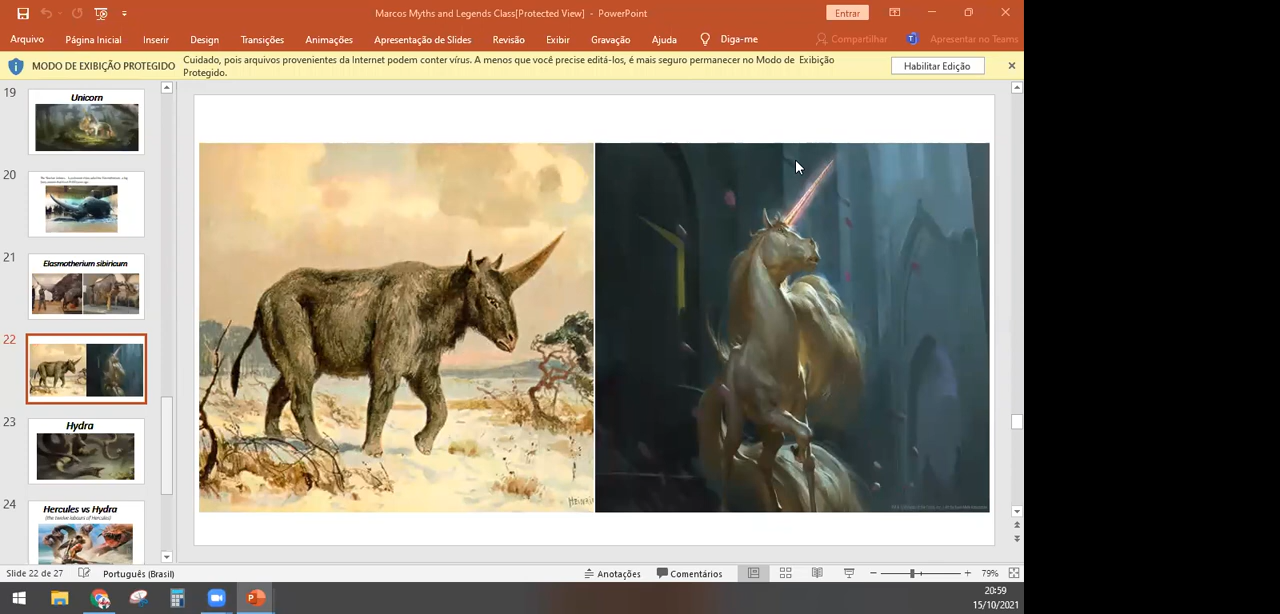 Marcos Myths and Legends Class[Protected View] - PowerPoint
Entrar
Arquivo Página Inicial Inserir Design Transições Animações Apresentação de Slides Revisão Exibir Gravação Ajuda Diga-me Compartilhar Apresentar no Teams
MODO DE EXIBIÇÃO PROTEGIDO Cuidado, pois arquivos provenientes da Internet podem conter vírus. A menos que você precise editá-los, é mais seguro permanecer no Modo de Exibição
Protegido.
Habilitar Edição
19
Unicorn
20
21
Elasmotherium sibiricum
22
23
Hydra
24
Hercules vs Hydra
(The twelve labours of Hercules)
Slide 22 de 27 Português (Brasil) Anotações Comentários 79%
20:59
15/10/2021